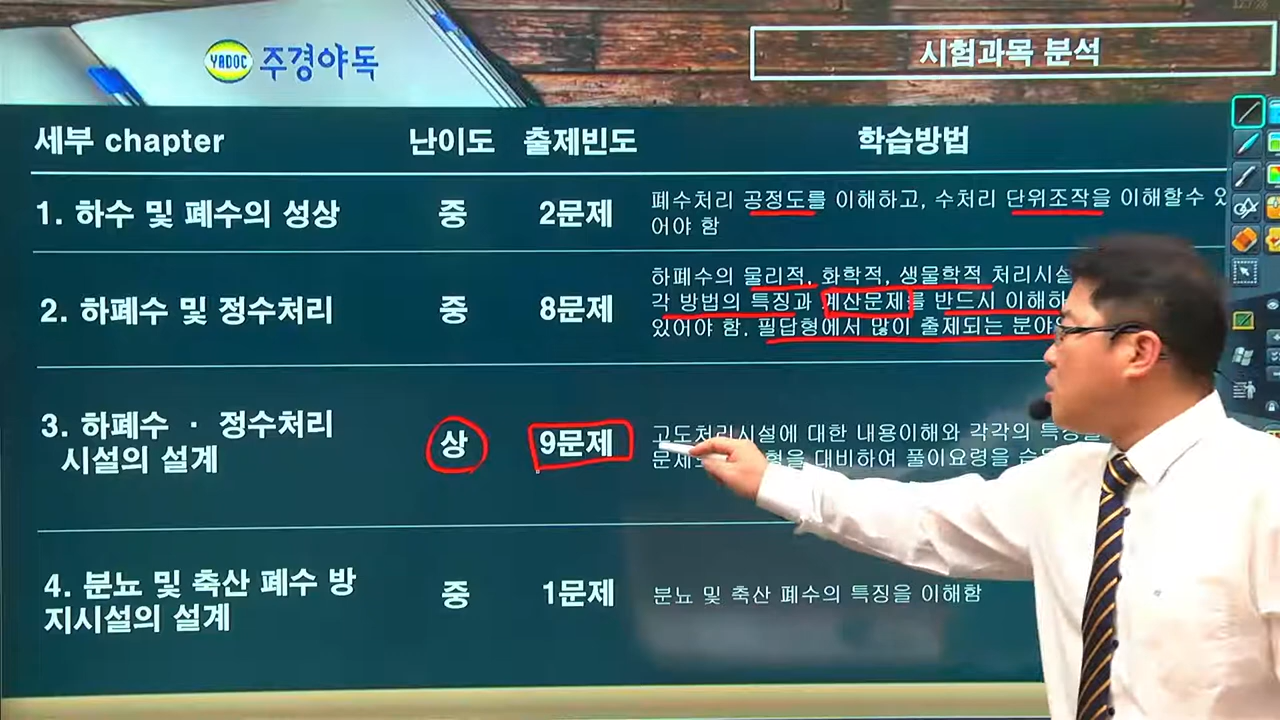 YADOC 주경야독
시험과목 분석
세부 chapter 난이도 출제빈도 학습방법
1. 하수 및 폐수의 성상 중 2문제
폐수처리 공정도를 이해하고, 수처리 단위조작을 이해할수 있
어야 함
2. 하폐수 및 정수처리 중 8문제
하폐수의 물리적, 화학적, 생물학적 처리시설
각 방법의 특징과 계산문제를 반드시 이해하
있어야 함. 필답형에서 많이 출제되는 분야
3. 하폐수 · 정수처리
시설의 설계
상 9문제
고도처리시설에 대한 내용이해와 각각의 특징을
문제 대비하여 풀이요령을
4. 분뇨 및 축산 폐수 방
지시설의 설계
중 1문제
분뇨 및 축산 폐수의 특징을 이해함